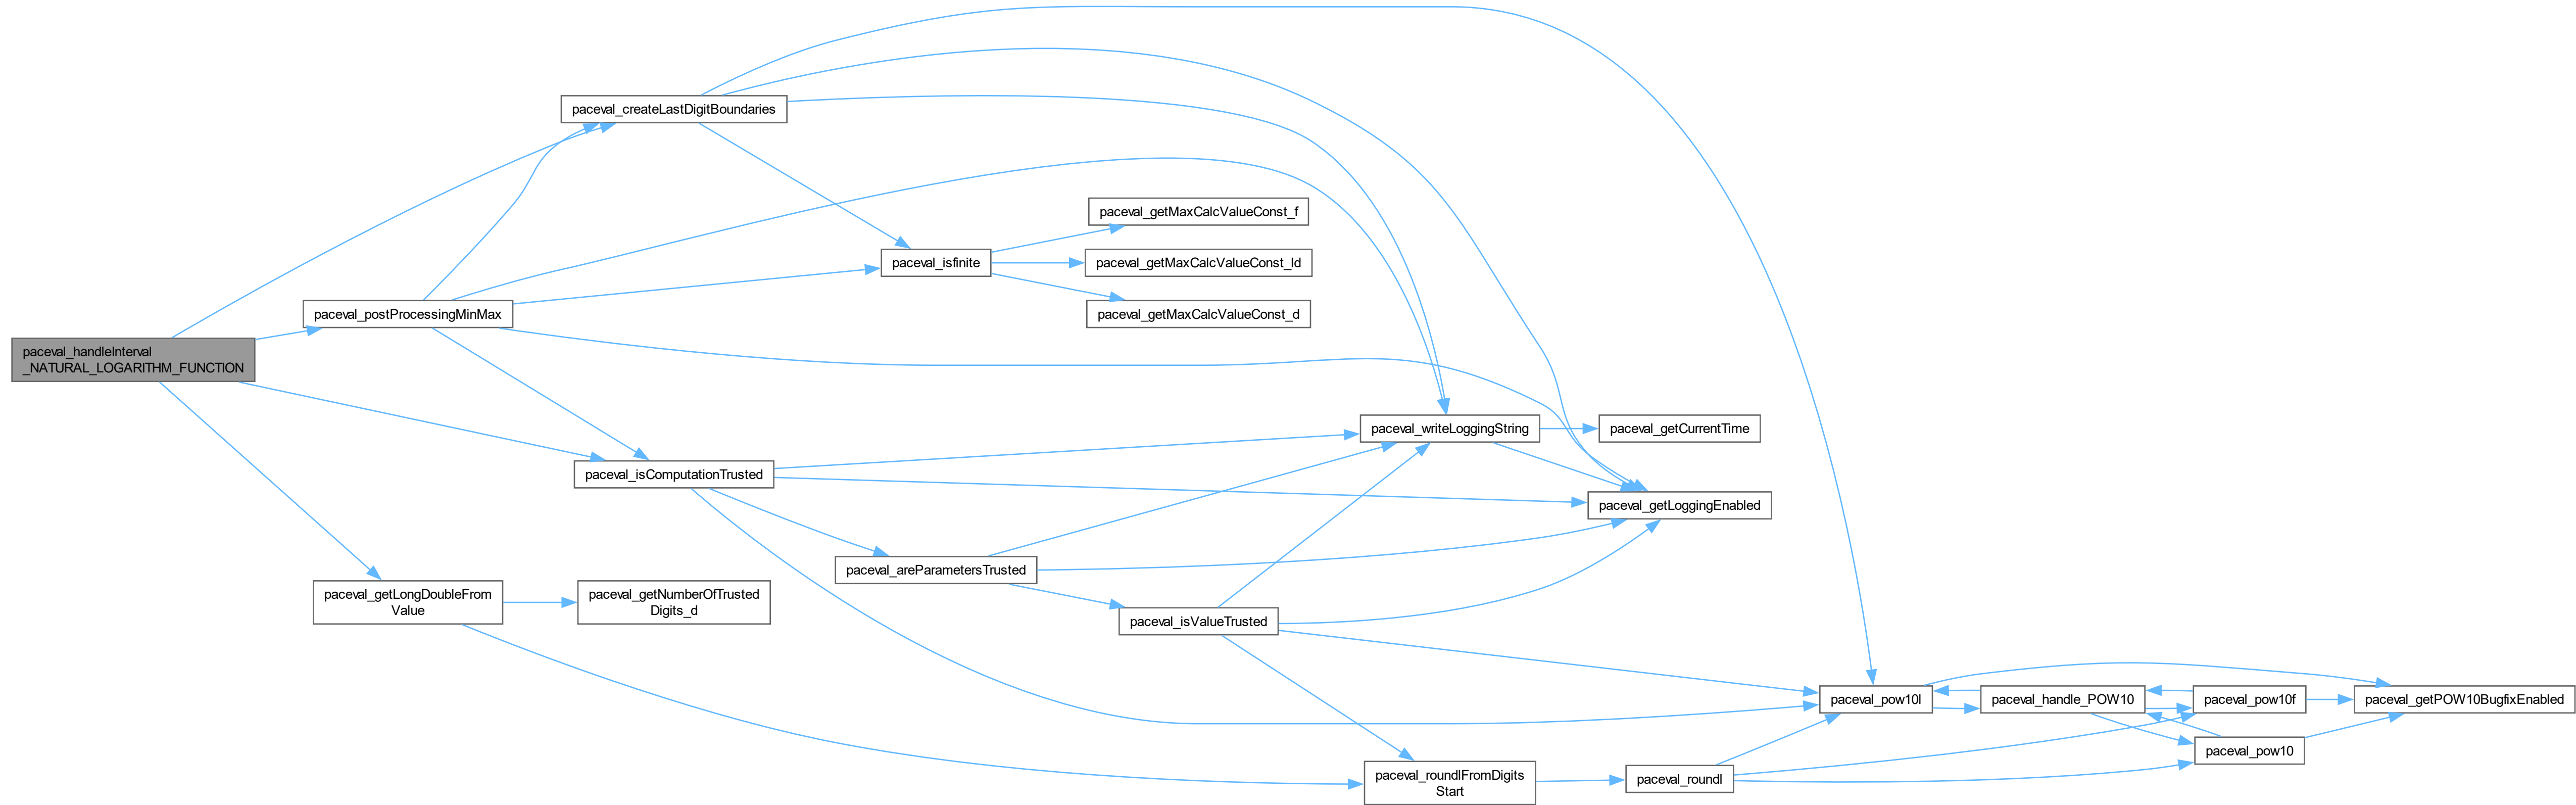 paceval_createLastDigitBoundaries
paceval_getMaxCalcValueConst_f
paceval_isfinite
paceval_getMaxCalcValueConst_ld
paceval_postProcessingMinMax
paceval_getMaxCalcValueConst_d
paceval_handleInterval
_NATURAL_LOGARITHM_FUNCTION
paceval_writeLoggingString
paceval_getCurrentTime
paceval_isComputationTrusted
paceval_getLoggingEnabled
paceval_areParametersTrusted
paceval_getLongDoubleFrom
Value
paceval_getNumberOfTrusted
Digits_d
paceval_isValueTrusted
paceval_pow10l
paceval_handle_POW10
paceval_pow10f
paceval_getPOW10BugfixEnabled
paceval_pow10
paceval_roundlFromDigits
Start
paceval_roundl